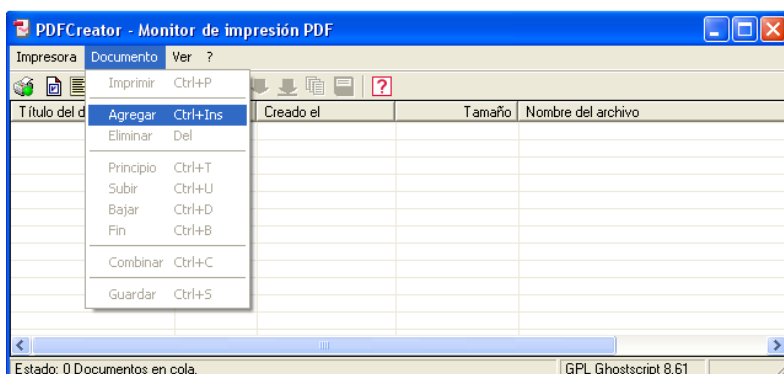 PDFCreator - Monitor de impresión PDF
Impresora Documento Ver ?
Imprimir Ctrl+P
Título del d Creado el Tamaño Nombre del archivo
Agregar Ctrl+Ins
Eliminar Del
Principio Ctrl+T
Subir Ctrl+U
Bajar Ctrl+D
Fin Ctrl+B
Combinar Ctrl+C
Guardar Ctrl+S
Estado: 0 Documentos en cola. GPL Ghostscript 8.61